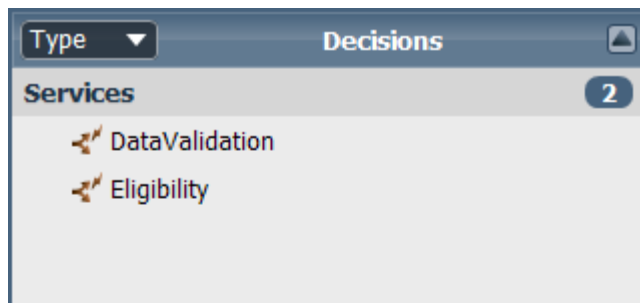 Type Decisions
Services 2
DataValidation
Eligibility